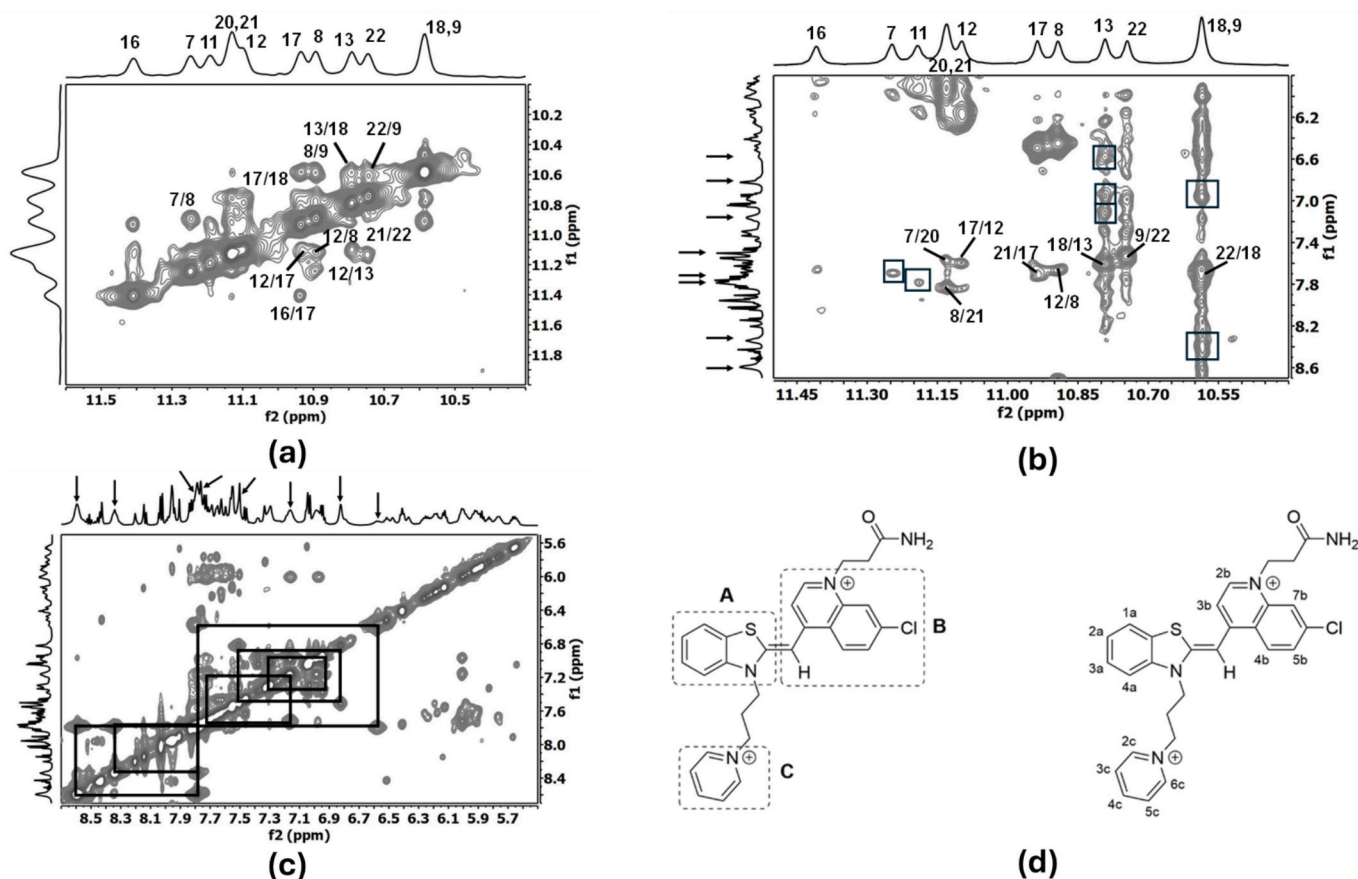 20,21
16
7
11
12
17
8
13
22
18,9
13/18
22/9
8/9
17/18
7/8
12/8
21/22
12/17
12/13
16/17
10.2
10.4
10.6
10.8
11.0
11.2
11.4
11.6
11.8
f1 (ppm)
11.5
11.3
11.1
10.9
10.7
10.5
f2 (ppm)
(a)
16
7
11
12
17
8
13
22
18,9
20,21
7/20
17/12
21/17
18/13
9/22
22/18
12/8
8/21
6.2
6.6
7.0
7.4
7.8
8.2
8.6
f1 (ppm)
11.45
11.30
11.15
11.00
10.85
10.70
10.55
f2 (ppm)
(b)
5.6
6.0
6.4
6.8
7.2
7.6
8.0
8.4
f1 (ppm)
8.5
8.3
8.1
7.9
7.7
7.5
7.3
7.1
6.9
6.7
6.5
6.3
6.1
5.9
5.7
f2 (ppm)
(c)
O
NH2
N
+
A
S
Cl
B
N
H
N
+
C
O
NH2
2b
N
+
3b
7b
1a
S
Cl
2a
3a
N
H
4b
5b
4a
2c
N
+
3c
6c
4c
5c
(d)